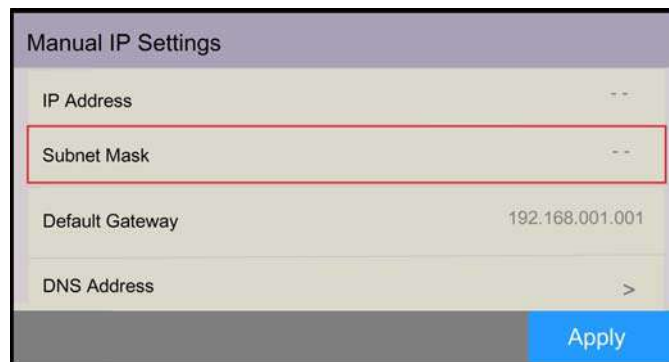 Manual IP Settings
IP Address - -
Subnet Mask - -
Default Gateway 192.168.001.001
DNS Address >
Apply